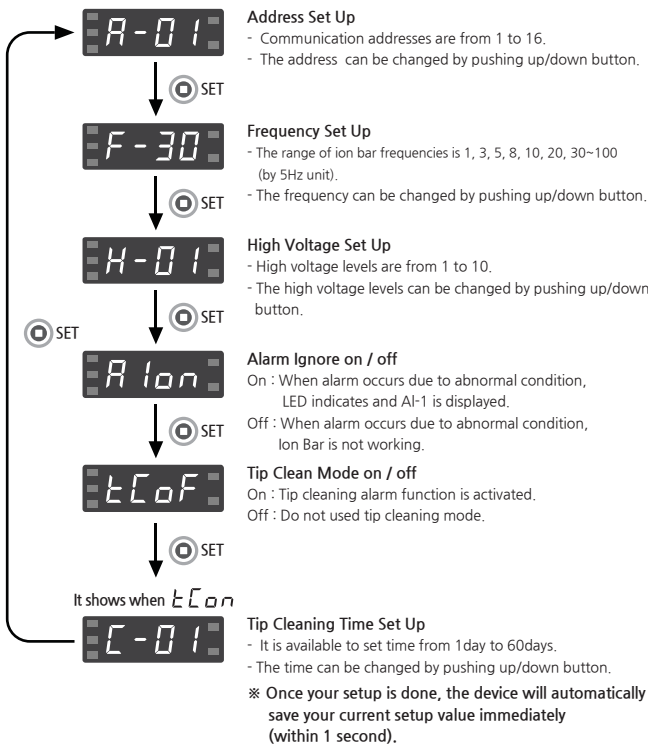 A-01
Address Set Up
- Communication addresses are from 1 to 16.
- The address can be changed by pushing up/down button.
SET
F-30
Frequency Set Up
- The range of ion bar frequencies is 1, 3, 5, 8, 10, 20, 30~100
(by 5Hz unit).
- The frequency can be changed by pushing up/down button.
SET
H-01
High Voltage Set Up
- High voltage levels are from 1 to 10.
- The high voltage levels can be changed by pushing up/down
button.
SET
SET
A1on
Alarm Ignore on / off
On : When alarm occurs due to abnormal condition,
LED indicates and Al-1 is displayed.
Off : When alarm occurs due to abnormal condition,
Ion Bar is not working.
SET
tCoF
Tip Clean Mode on / off
On : Tip cleaning alarm function is activated.
Off : Do not used tip cleaning mode.
SET
It shows when tCon
C-01
Tip Cleaning Time Set Up
- It is available to set time from 1day to 60days.
- The time can be changed by pushing up/down button.
※ Once your setup is done, the device will automatically
save your current setup value immediately
(within 1 second).